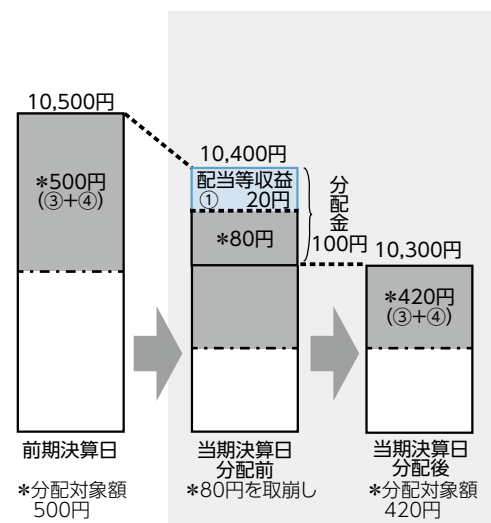 10,500円
*500円
(③+④)
前期決算日
*分配対象額
500円
10,400円
配当等収益
① 20円
*80円
分配金
100円
当期決算日
分配前
*80円を取崩し
10,300円
*420円
(③+④)
当期決算日
分配後
*分配対象額
420円